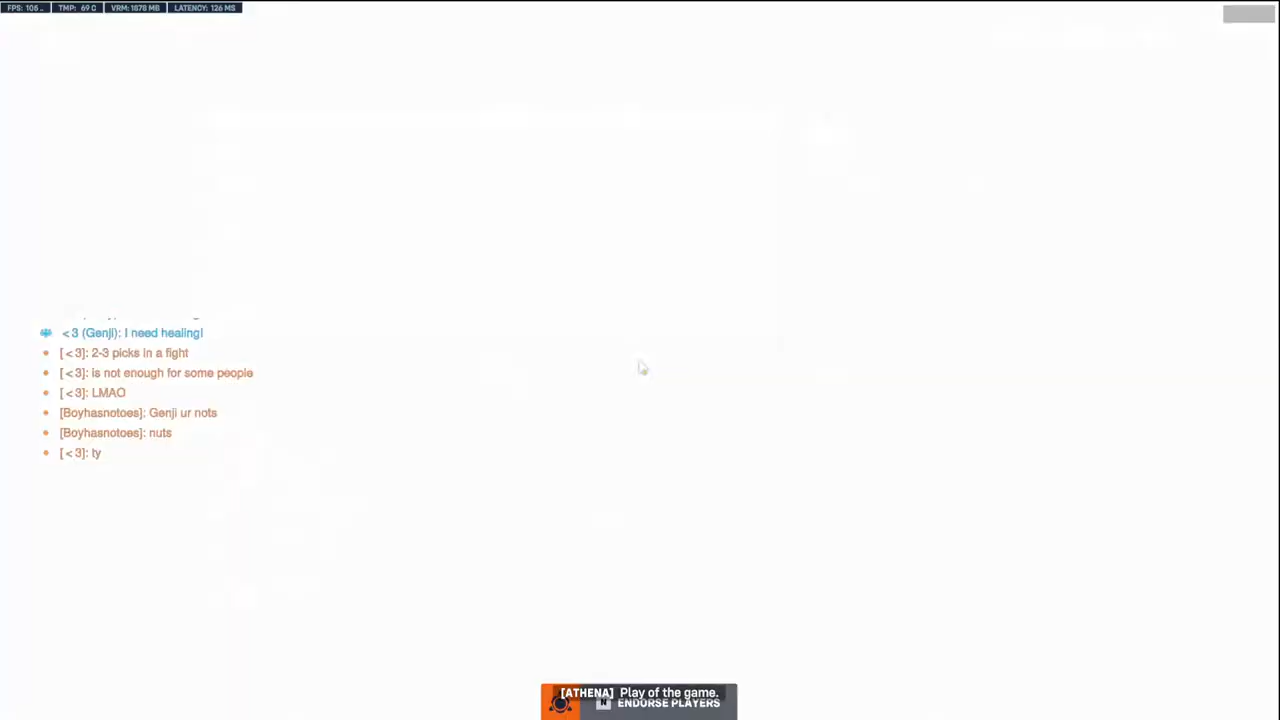 FPS: 105 .. TMP: 69 C VRM: 1878 MB LATENCY: 126 MS
< 3 (Genji): I need healing!
[ < 3]: 2-3 picks in a fight
[ < 3]: is not enough for some people
[ < 3]: LMAO
[Boyhasnotoes]: Genji ur nots
[Boyhasnotoes]: nuts
[ < 3]: ty
[ATHENA] Play of the game.
N ENDORSE PLAYERS